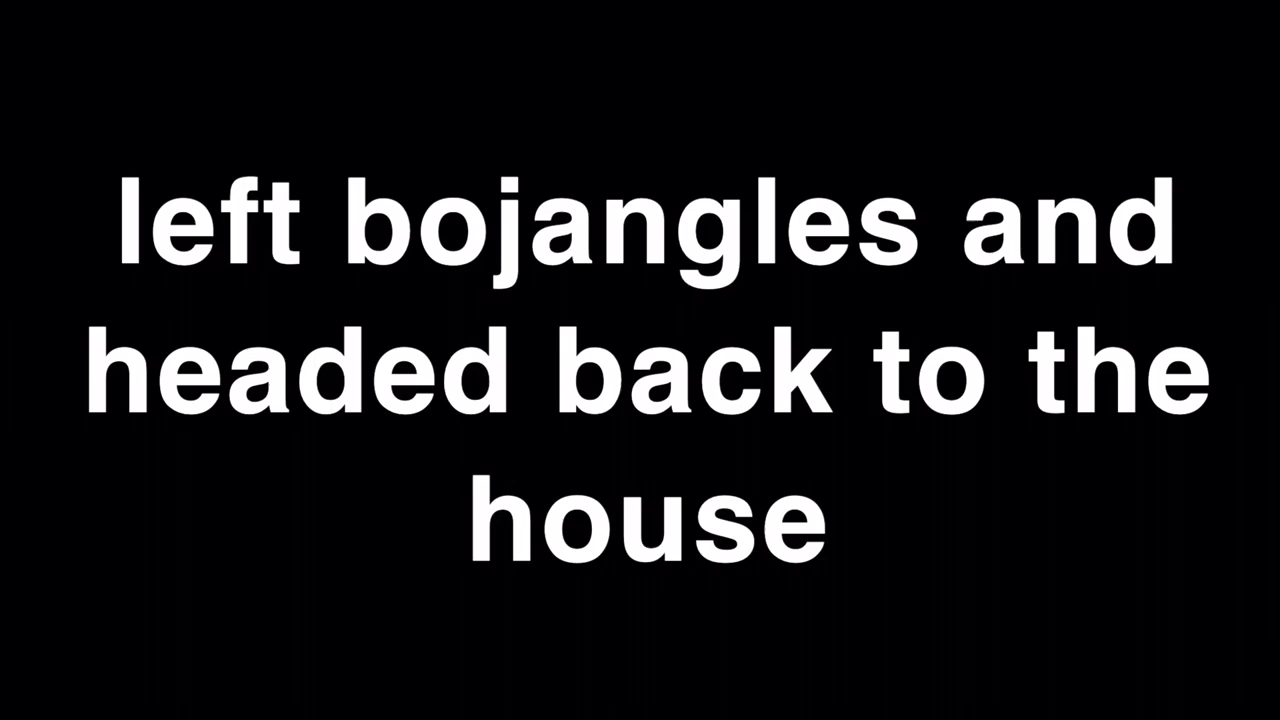 left bojangles and
headed back to the
house